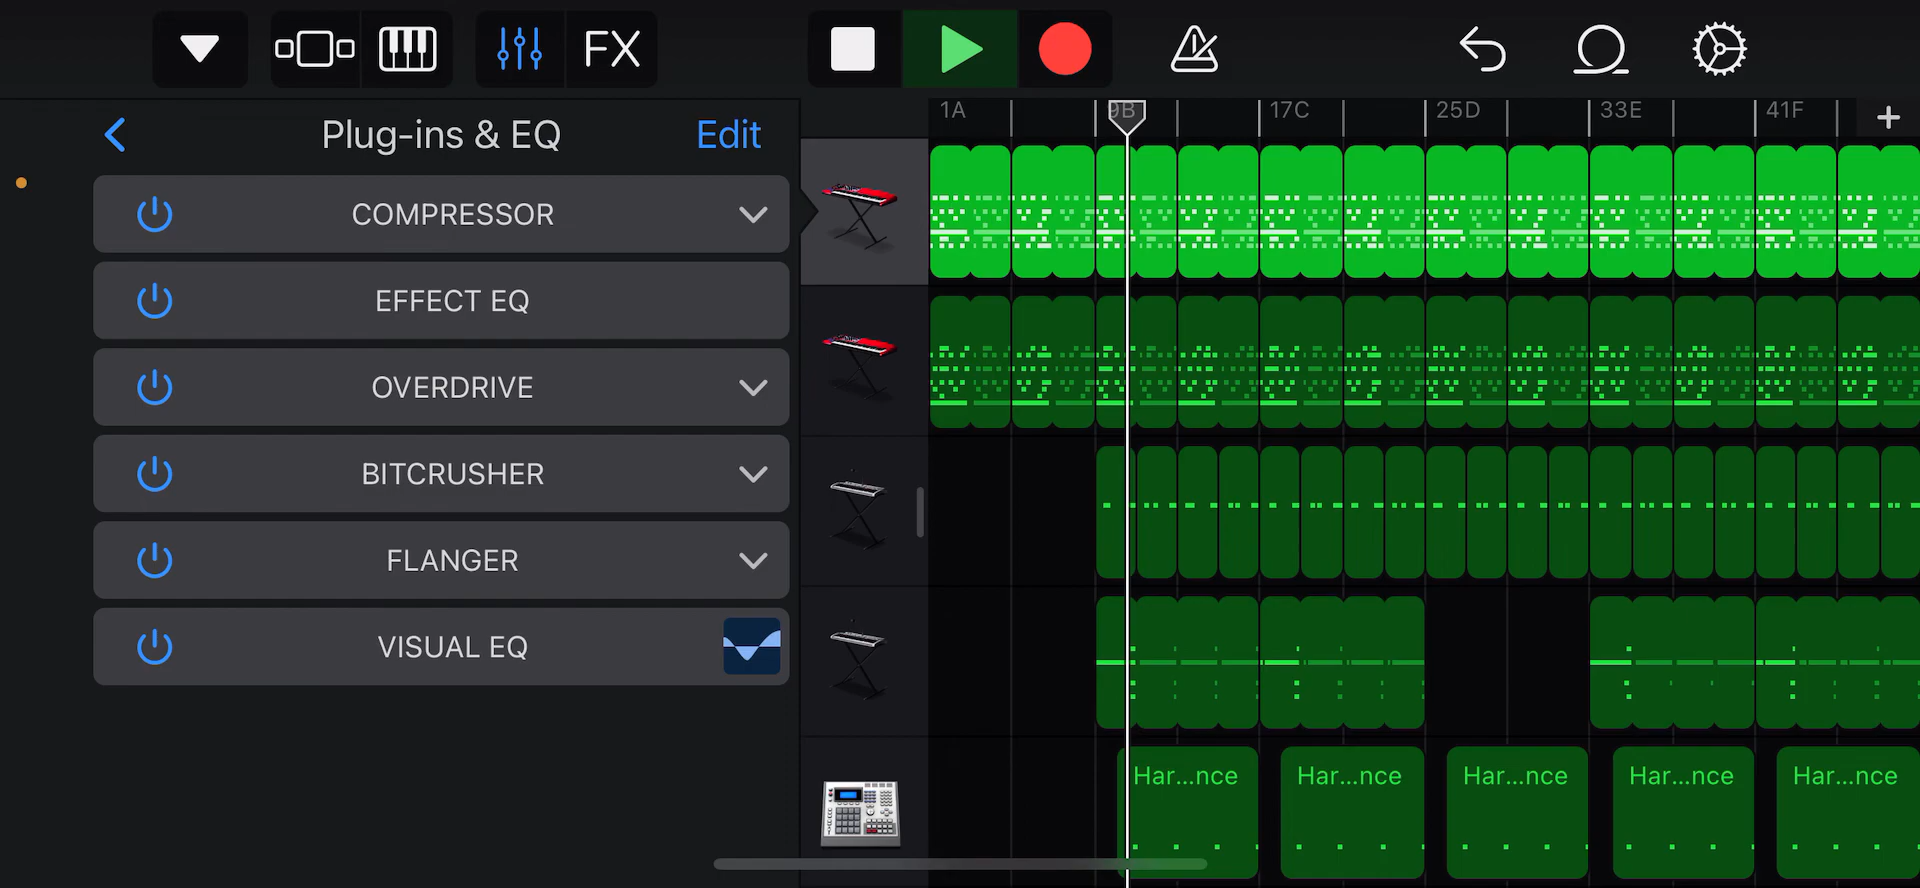 FX
Plug-ins & EQ
Edit
1A
9B
17C
25D
33E
41F
COMPRESSOR
EFFECT EQ
OVERDRIVE
BITCRUSHER
FLANGER
VISUAL EQ
Har...nce
Har...nce
Har...nce
Har...nce
Har...nce